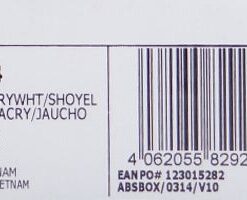 RYWHT/SHOYEL
ACRY/JAUCHO
4 062055 8292
EAN PO# 123015282
ABSBOX/0314/V10
NAM
ETNAM